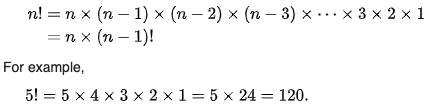 n! = n × (n − 1) × (n − 2) × (n − 3) × ⋯ × 3 × 2 × 1
= n × (n − 1)!
For example,
5! = 5 × 4 × 3 × 2 × 1 = 5 × 24 = 120.